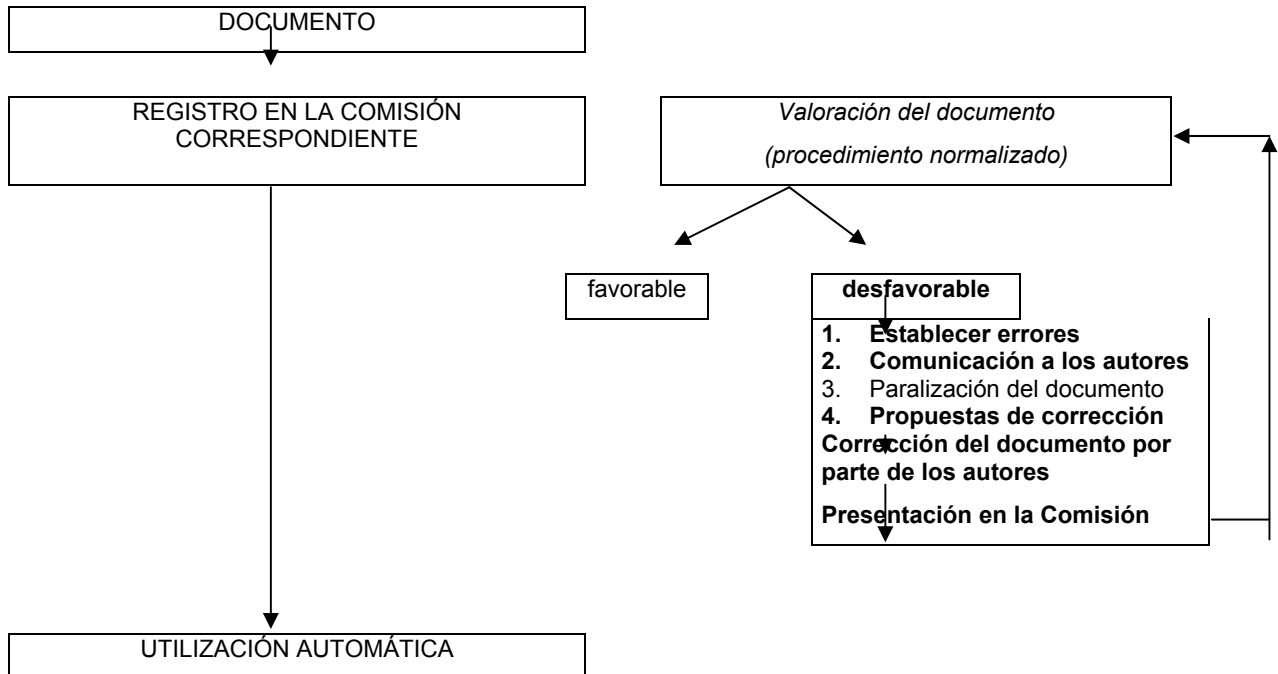 DOCUMENTO
REGISTRO EN LA COMISIÓN
CORRESPONDIENTE
Valoración del documento
(procedimiento normalizado)
favorable
desfavorable
1. Establecer errores
2. Comunicación a los autores
3. Paralización del documento
4. Propuestas de corrección
Corrección del documento por
parte de los autores
Presentación en la Comisión
UTILIZACIÓN AUTOMÁTICA